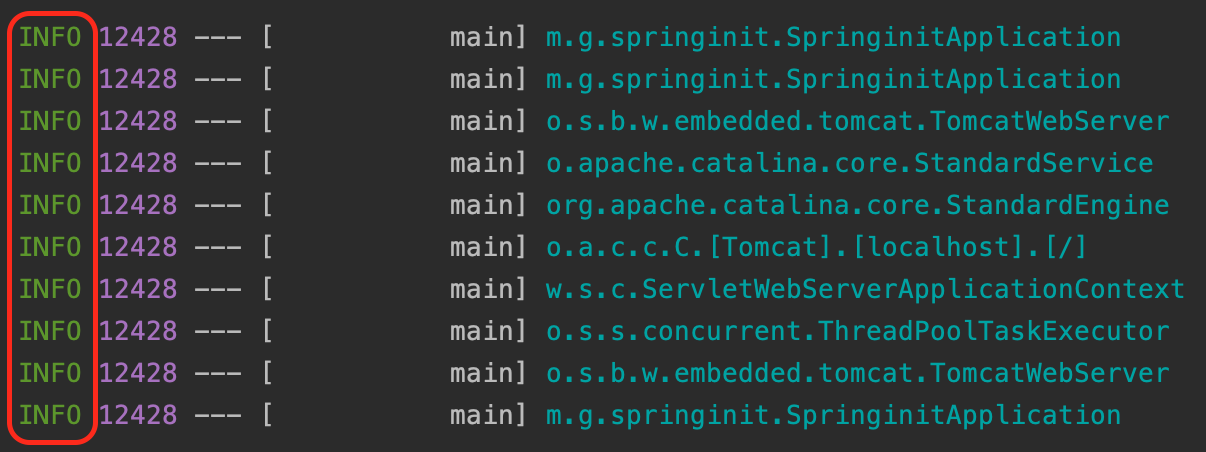 INFO 12428 --- [           main] m.g.springinit.SpringinitApplication
INFO 12428 --- [           main] m.g.springinit.SpringinitApplication
INFO 12428 --- [           main] o.s.b.w.embedded.tomcat.TomcatWebServer
INFO 12428 --- [           main] o.apache.catalina.core.StandardService
INFO 12428 --- [           main] org.apache.catalina.core.StandardEngine
INFO 12428 --- [           main] o.a.c.c.C.[Tomcat].[localhost].[/]
INFO 12428 --- [           main] w.s.c.ServletWebServerApplicationContext
INFO 12428 --- [           main] o.s.s.concurrent.ThreadPoolTaskExecutor
INFO 12428 --- [           main] o.s.b.w.embedded.tomcat.TomcatWebServer
INFO 12428 --- [           main] m.g.springinit.SpringinitApplication